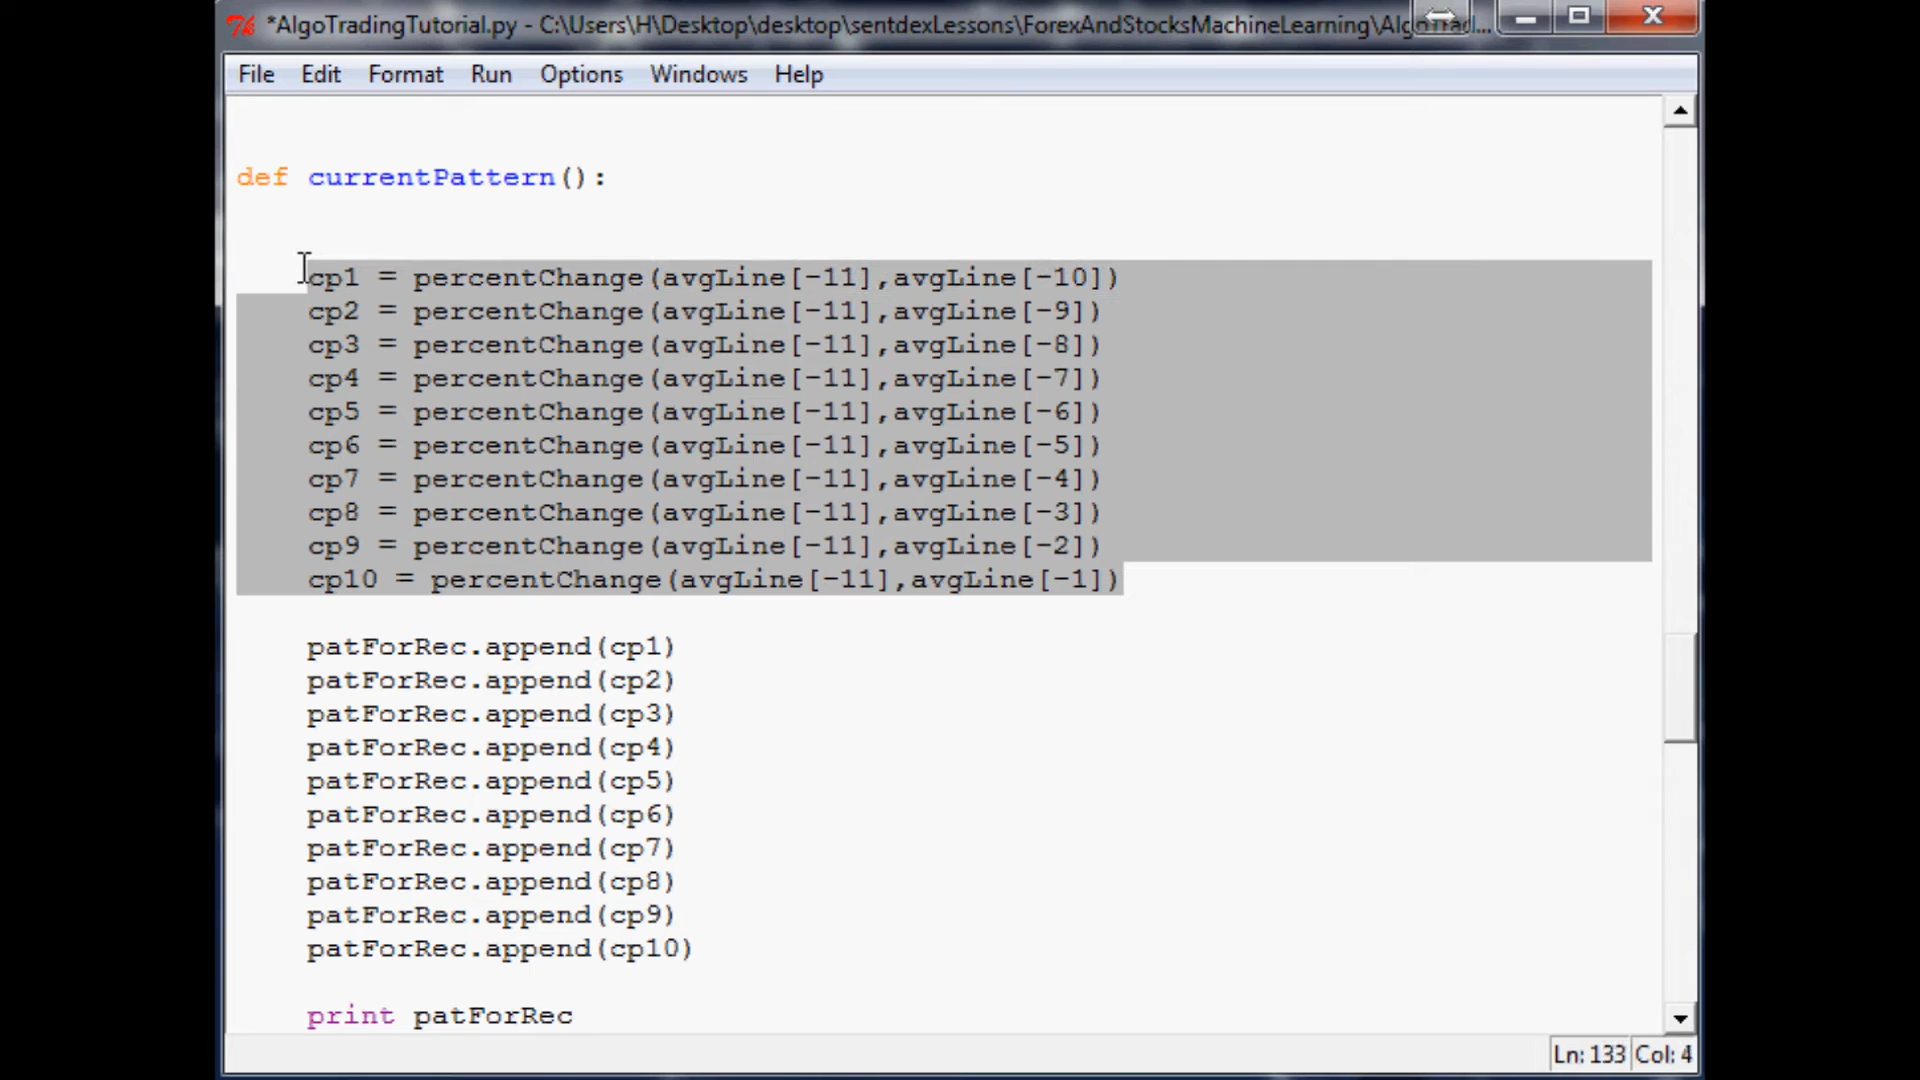 *AlgoTradingTutorial.py - C:\Users\H\Desktop\desktop\sentdexLessons\ForexAndStocksMachineLearning\AlgoTrad...
File Edit Format Run Options Windows Help
def currentPattern():
cp1 = percentChange(avgLine[-11],avgLine[-10])
cp2 = percentChange(avgLine[-11],avgLine[-9])
cp3 = percentChange(avgLine[-11],avgLine[-8])
cp4 = percentChange(avgLine[-11],avgLine[-7])
cp5 = percentChange(avgLine[-11],avgLine[-6])
cp6 = percentChange(avgLine[-11],avgLine[-5])
cp7 = percentChange(avgLine[-11],avgLine[-4])
cp8 = percentChange(avgLine[-11],avgLine[-3])
cp9 = percentChange(avgLine[-11],avgLine[-2])
cp10 = percentChange(avgLine[-11],avgLine[-1])
patForRec.append(cp1)
patForRec.append(cp2)
patForRec.append(cp3)
patForRec.append(cp4)
patForRec.append(cp5)
patForRec.append(cp6)
patForRec.append(cp7)
patForRec.append(cp8)
patForRec.append(cp9)
patForRec.append(cp10)
print patForRec
Ln: 133 Col: 4